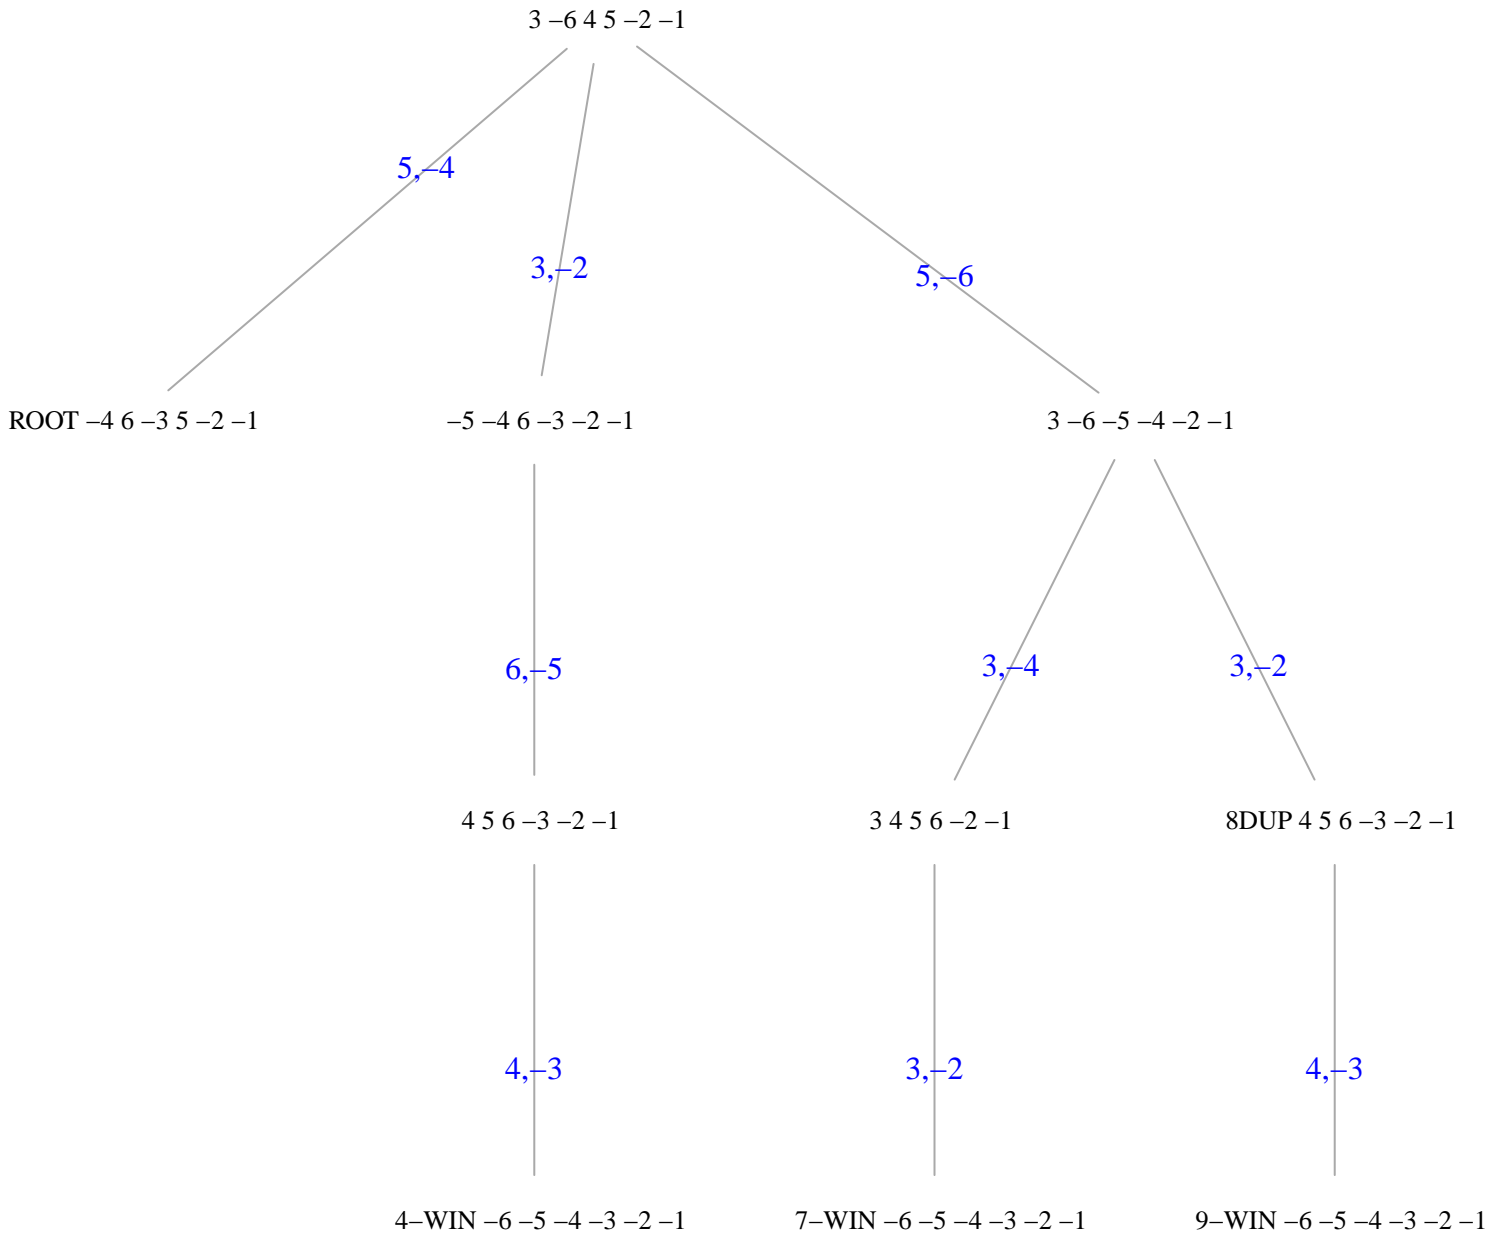 3 –6 4 5 –2 –1
5,–4
3,–2
5,–6
ROOT –4 6 –3 5 –2 –1
–5 –4 6 –3 –2 –1
3 –6 –5 –4 –2 –1
6,–5
3,–4
3,–2
4 5 6 –3 –2 –1
3 4 5 6 –2 –1
8DUP 4 5 6 –3 –2 –1
4,–3
3,–2
4,–3
4–WIN –6 –5 –4 –3 –2 –1
7–WIN –6 –5 –4 –3 –2 –1
9–WIN –6 –5 –4 –3 –2 –1